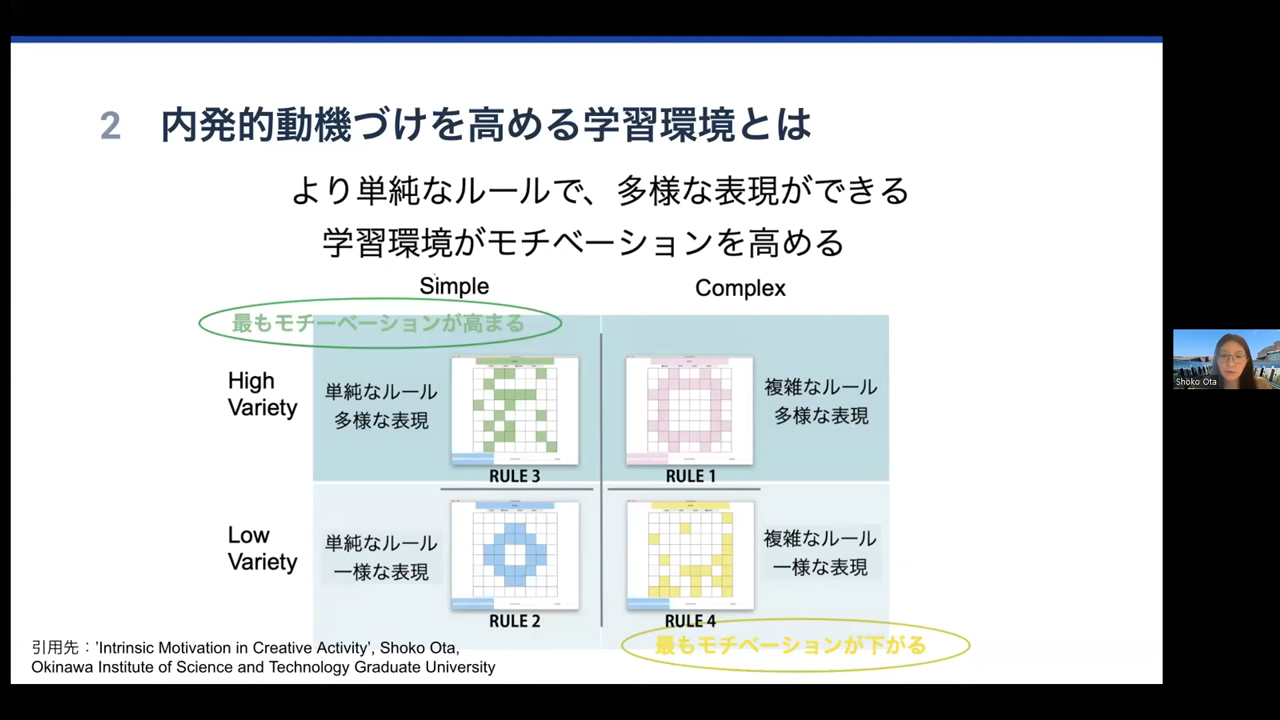 2 内発的動機づけを高める学習環境とは
より単純なルールで、多様な表現ができる
学習環境がモチベーションを高める
Simple
Complex
最もモチーベーションが高まる
High
Variety
単純なルール
多様な表現
RULE 3
RULE 1
複雑なルール
多様な表現
Low
Variety
単純なルール
一様な表現
RULE 2
RULE 4
複雑なルール
一様な表現
最もモチベーションが下がる
引用先：'Intrinsic Motivation in Creative Activity', Shoko Ota,
Okinawa Institute of Science and Technology Graduate University
Shoko Ota